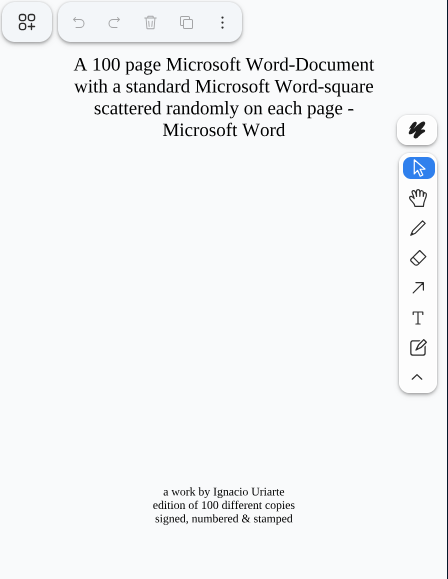 A 100 page Microsoft Word-Document
with a standard Microsoft Word-square
scattered randomly on each page -
Microsoft Word
T
a work by Ignacio Uriarte
edition of 100 different copies
signed, numbered & stamped